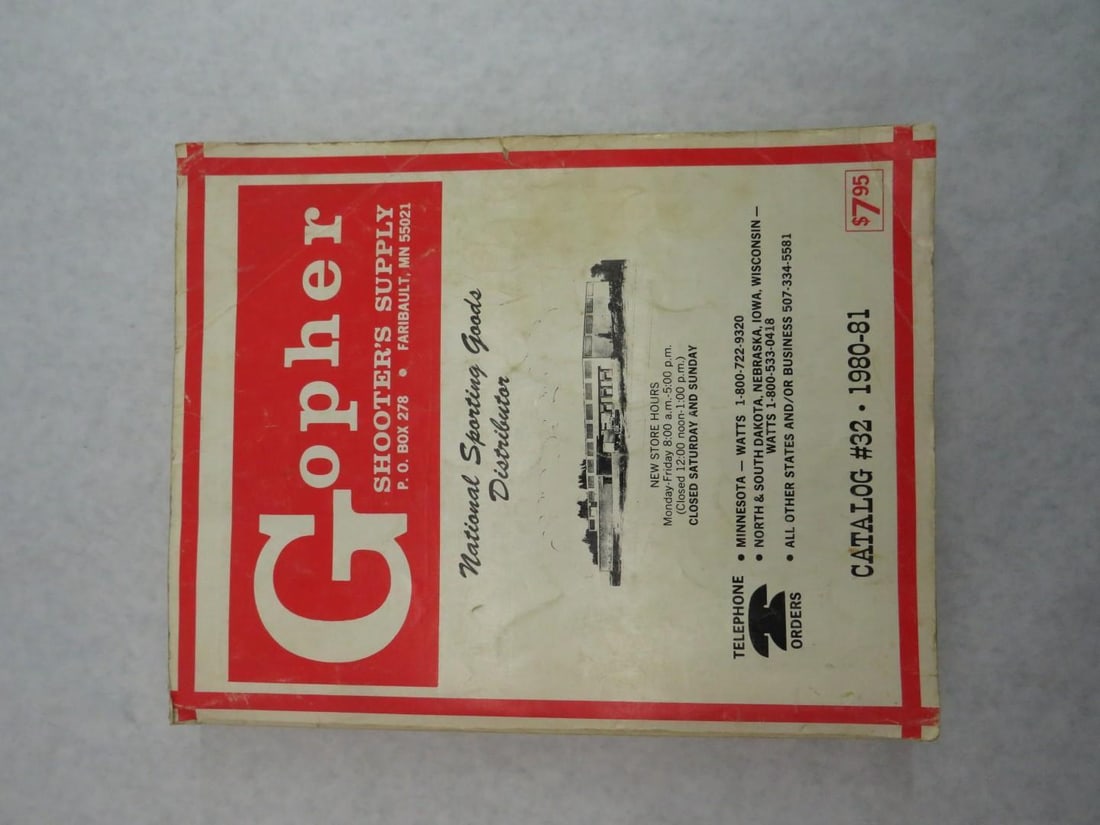 Gopher
SHOOTER'S SUPPLY
P. O. BOX 278 • FARIBAULT, MN 55021
National Sporting Goods
Distributor
NEW STORE HOURS
Monday-Friday 8:00 a.m.-5:00 p.m.
(Closed 12:00 noon-1:00 p.m.)
CLOSED SATURDAY AND SUNDAY
TELEPHONE
ORDERS
• MINNESOTA — WATTS 1-800-722-9320
• NORTH & SOUTH DAKOTA, NEBRASKA, IOWA, WISCONSIN —
WATTS 1-800-533-0418
• ALL OTHER STATES AND/OR BUSINESS 507-334-5581
CATALOG #32 • 1980-81
$7.95